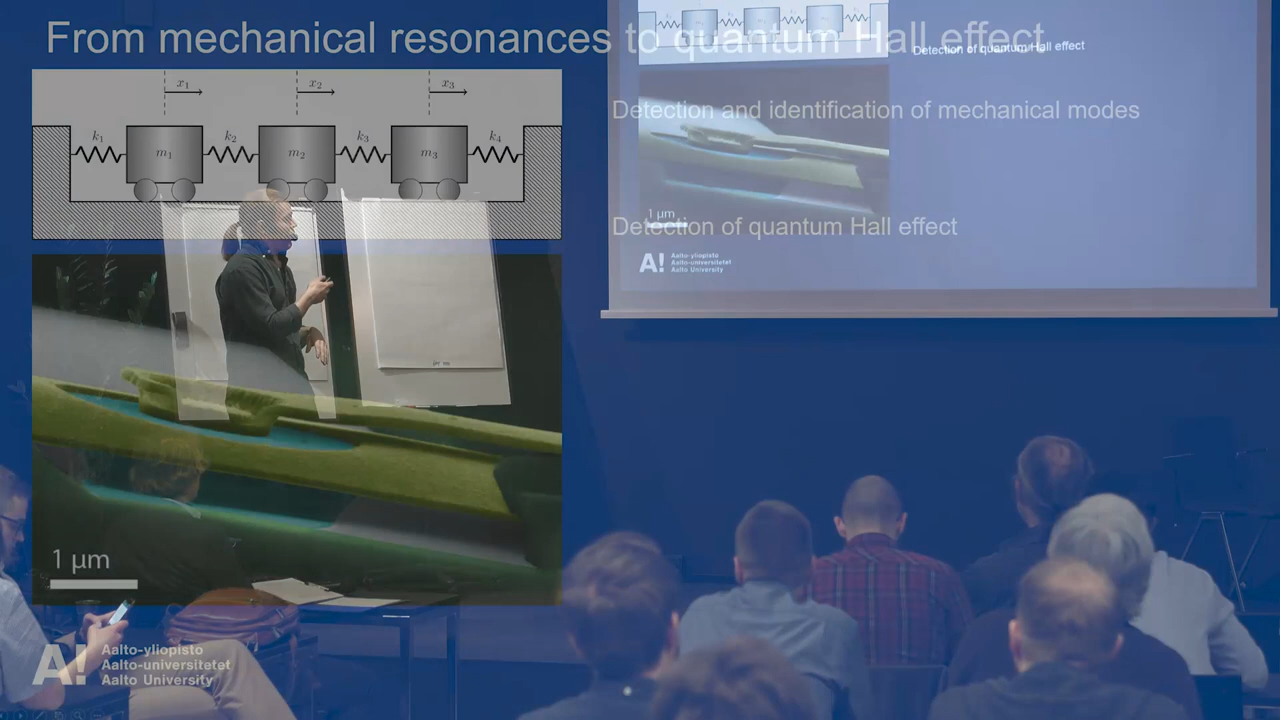 From mechanical resonances to quantum Hall effect
x₁ x₂ x₃
k₁ k₂ k₃ k₄
m₁ m₂ m₃
Detection of quantum Hall effect
Detection and identification of mechanical modes
1 μm
Detection of quantum Hall effect
A! Aalto-yliopisto
Aalto-universitetet
Aalto University
1 μm
A! Aalto-yliopisto
Aalto-universitetet
Aalto University